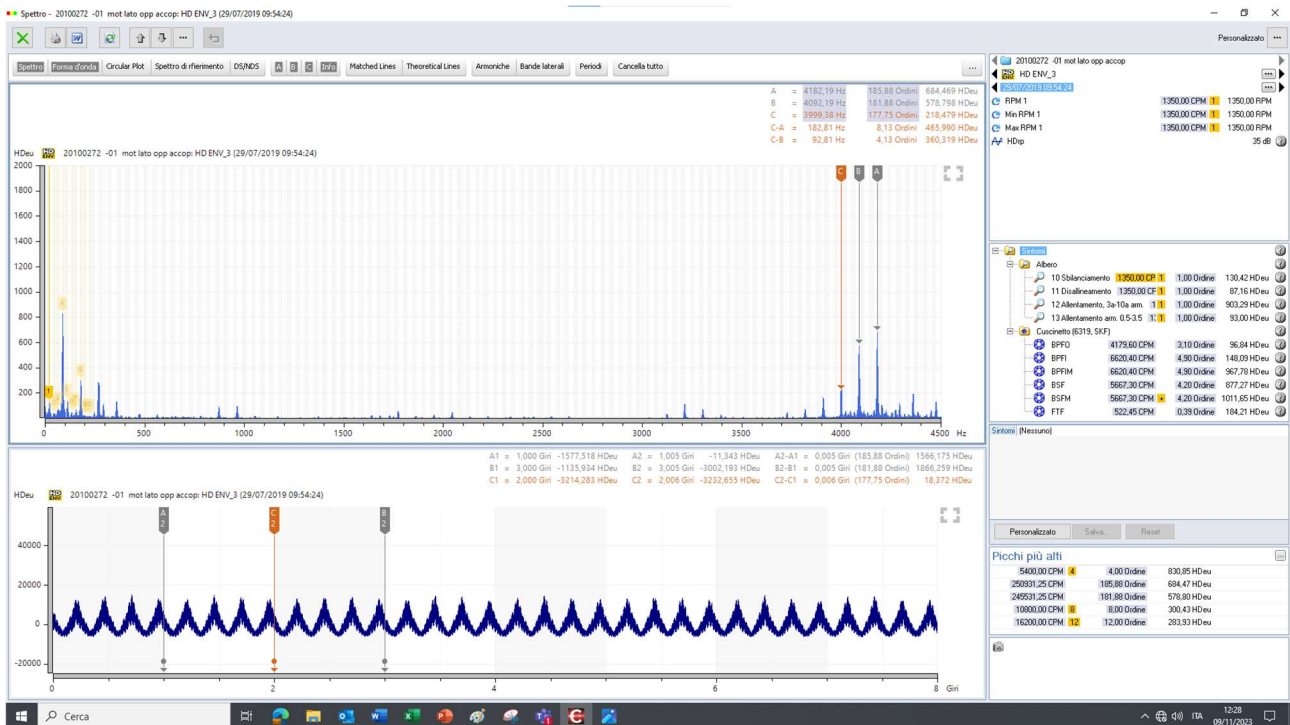 Spettro - 20100272 -01 mot lato opp accop: HD ENV_3 (29/07/2019 09:54:24)
Personalizzato
Spettro Forma d'onda Circular Plot Spettro di rifierimento DS/NDS A B C Info Matched Lines Theoretical Lines Armoniche Bande laterali Periodi Cancella tutto ...
A = 4182,19 Hz 185,88 Ordini 684,469 HDeu
B = 4092,19 Hz 181,88 Ordini 578,798 HDeu
C = 3999,38 Hz 177,75 Ordini 218,479 HDeu
C-A = 182,81 Hz 8,13 Ordini 465,990 HDeu
C-B = 92,81 Hz 4,13 Ordini 360,319 HDeu
HDeu HD ENV 20100272 -01 mot lato opp accop: HD ENV_3 (29/07/2019 09:54:24)
2000
1800
1600
1400
1200
1000
800
600
400
200
C B A
4
1
0 500 1000 1500 2000 2500 3000 3500 4000 4500 Hz
A1 = 1,000 Giri -1577,518 HDeu A2 = 1,005 Giri -11,343 HDeu A2-A1 = 0,005 Giri (185,88 Ordini) 1566,175 HDeu
B1 = 3,000 Giri -1135,934 HDeu B2 = 3,005 Giri -3002,193 HDeu B2-B1 = 0,005 Giri (181,88 Ordini) 1866,259 HDeu
C1 = 2,000 Giri -3214,283 HDeu C2 = 2,006 Giri -3232,655 HDeu C2-C1 = 0,006 Giri (177,75 Ordini) 18,372 HDeu
HDeu HD ENV 20100272 -01 mot lato opp accop: HD ENV_3 (29/07/2019 09:54:24)
A 2 C 2 B 2
40000
20000
0
-20000
0 2 4 6 8 Giri
20100272 -01 mot lato opp accop
HD ENV_3
29/07/2019 09:54:24
RPM 1 1350,00 CPM 1 1350,00 RPM
Min RPM 1 1350,00 CPM 1 1350,00 RPM
Max RPM 1 1350,00 CPM 1 1350,00 RPM
HDrp 35 dB
Sintomi
Albero
10 Sbilanciamento 1350,00 CP 1 1,00 Ordine 130,42 HDeu
11 Disallineamento 1350,00 CF 1 1,00 Ordine 87,16 HDeu
12 Allentamento, 3a-10a arm. 1 1 1,00 Ordine 903,29 HDeu
13 Allentamento arm. 0.5-3.5 1 1,00 Ordine 93,00 HDeu
Cuscinetto (6319, SKF)
BPFO 4179,60 CPM 3,10 Ordine 96,84 HDeu
BPFI 6620,40 CPM 4,90 Ordine 148,09 HDeu
BPFIM 6620,40 CPM 4,90 Ordine 967,78 HDeu
BSF 5667,30 CPM 4,20 Ordine 877,27 HDeu
BSFM 5667,30 CPM + 4,20 Ordine 1011,65 HDeu
FTF 522,45 CPM 0,39 Ordine 184,21 HDeu
Sintomi (Nessuno)
Personalizzato Salva... Reset
Picchi più alti
5400,00 CPM 4 4,00 Ordine 830,85 HDeu
250931,25 CPM 185,88 Ordine 684,47 HDeu
245531,25 CPM 181,88 Ordine 578,80 HDeu
10800,00 CPM 8 8,00 Ordine 300,43 HDeu
16200,00 CPM 12 12,00 Ordine 283,93 HDeu
Cerca
ITA
12:28
09/11/2023